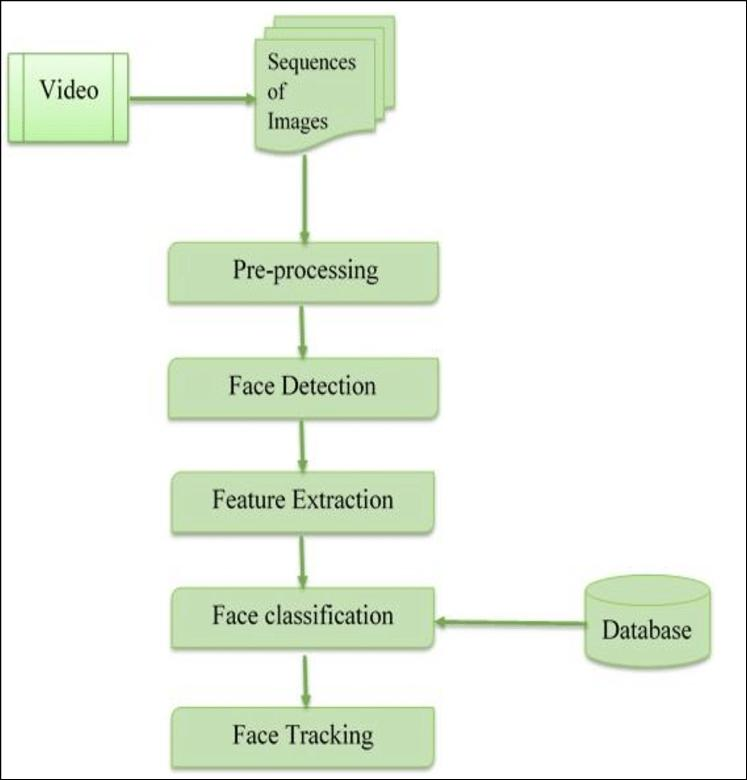 Video
Sequences
of
Images
Pre-processing
Face Detection
Feature Extraction
Face classification
Database
Face Tracking